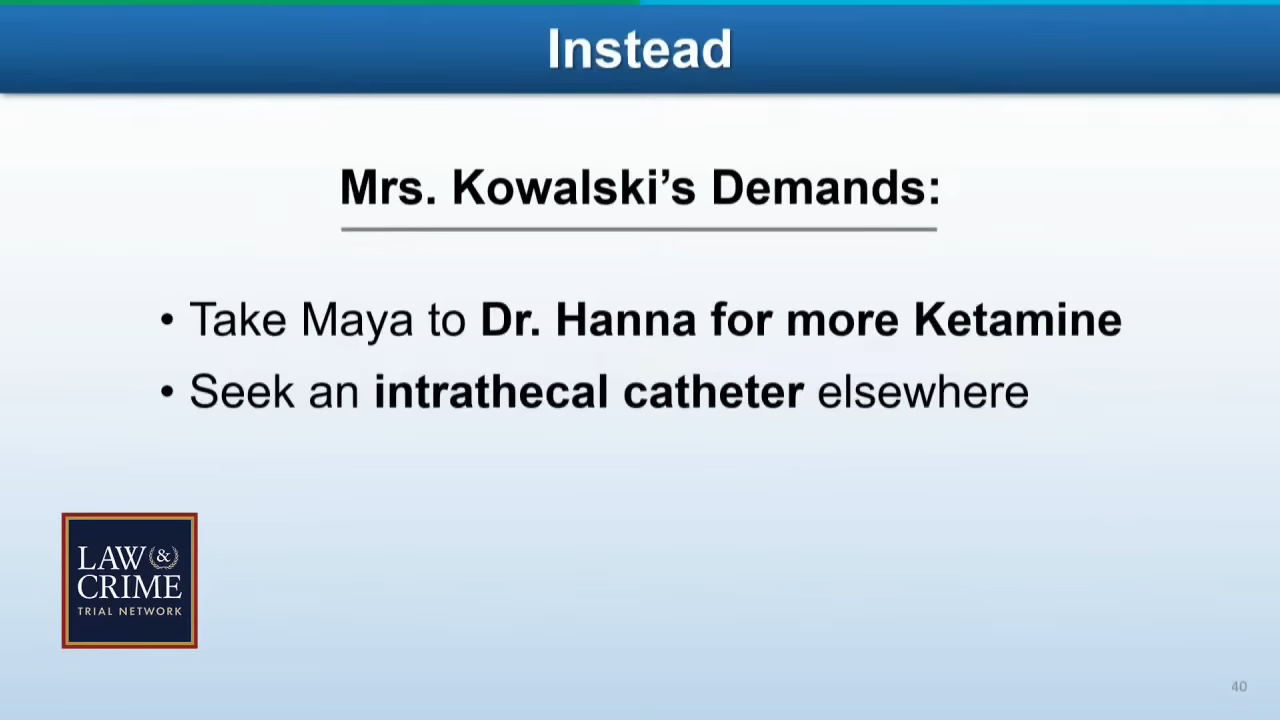 Instead
Mrs. Kowalski’s Demands:
• Take Maya to Dr. Hanna for more Ketamine
• Seek an intrathecal catheter elsewhere
LAW &
CRIME
TRIAL NETWORK
40